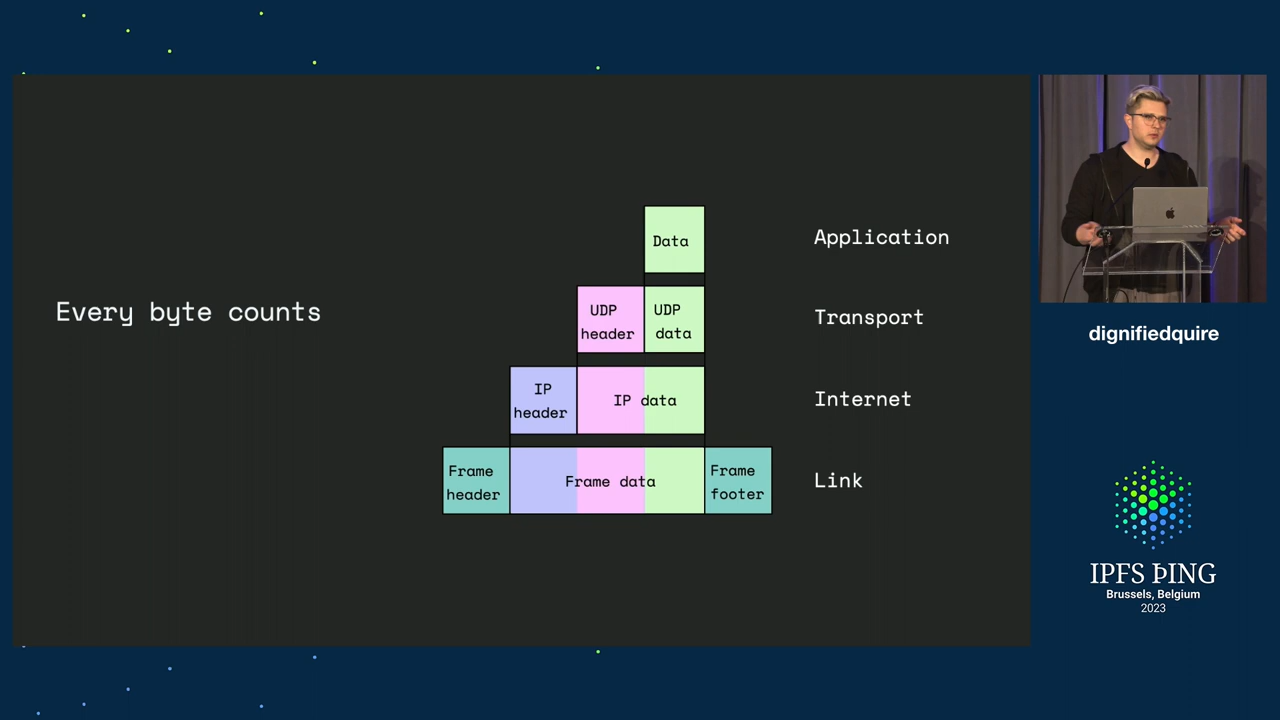 Every byte counts
Data
Application
UDP
header
UDP
data
Transport
IP
header
IP data
Internet
Frame
header
Frame data
Frame
footer
Link
dignifiedquire
IPFS ÞING
Brussels, Belgium
2023